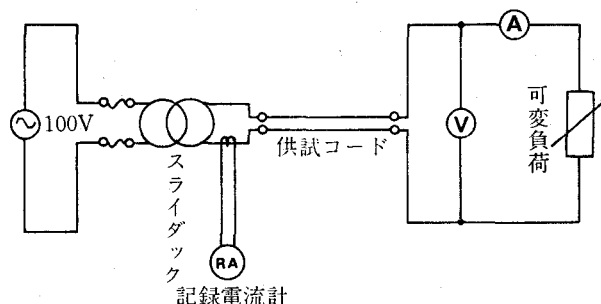 100V
スライダック
RA
記録電流計
供試コード
V
A
可変負荷